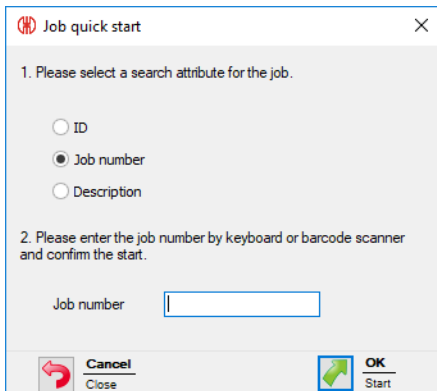 Job quick start
1. Please select a search attribute for the job.
ID
Job number
Description
2. Please enter the job number by keyboard or barcode scanner
and confirm the start.
Job number
Cancel
Close
OK
Start